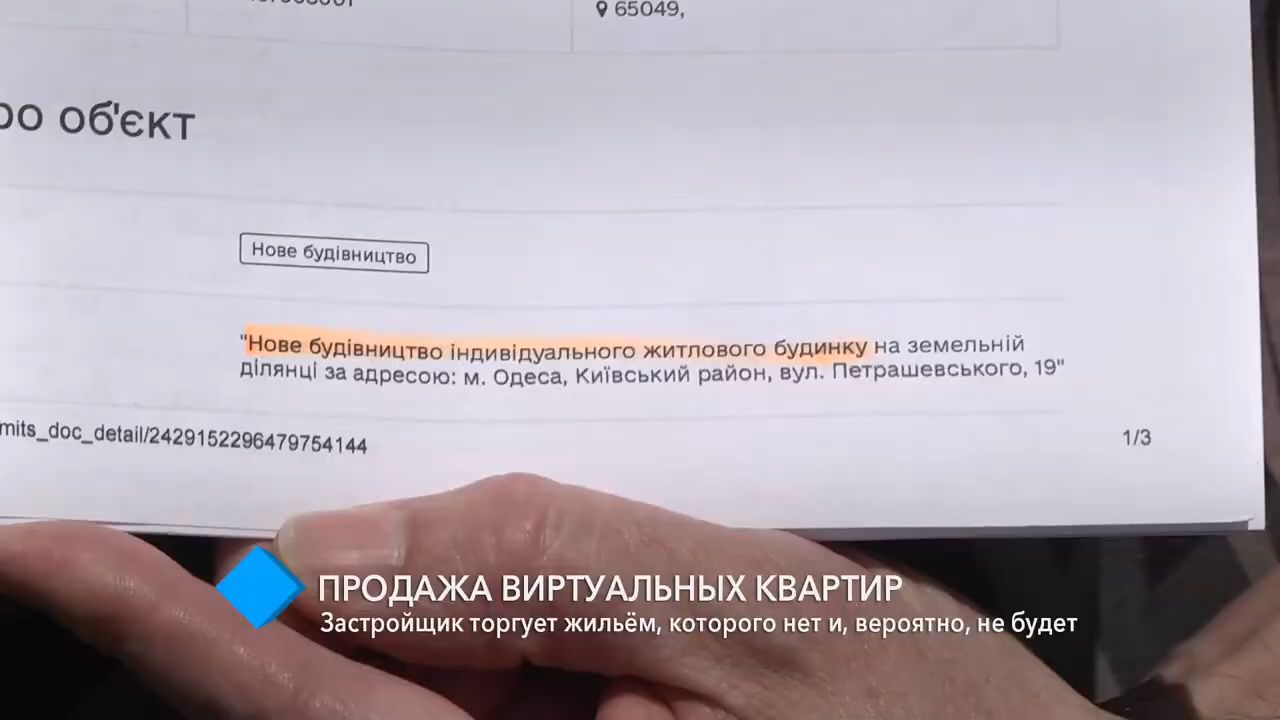 65049,
об'єкт
Нове будівництво
"Нове будівництво індивідуального житлового будинку на земельній
ділянці за адресою: м. Одеса, Київський район, вул. Петрашевського, 19"
mits_doc_detail/2429152296479754144
1/3
ПРОДАЖА ВИРТУАЛЬНЫХ КВАРТИР
Застройщик торгует жильём, которого нет и, вероятно, не будет